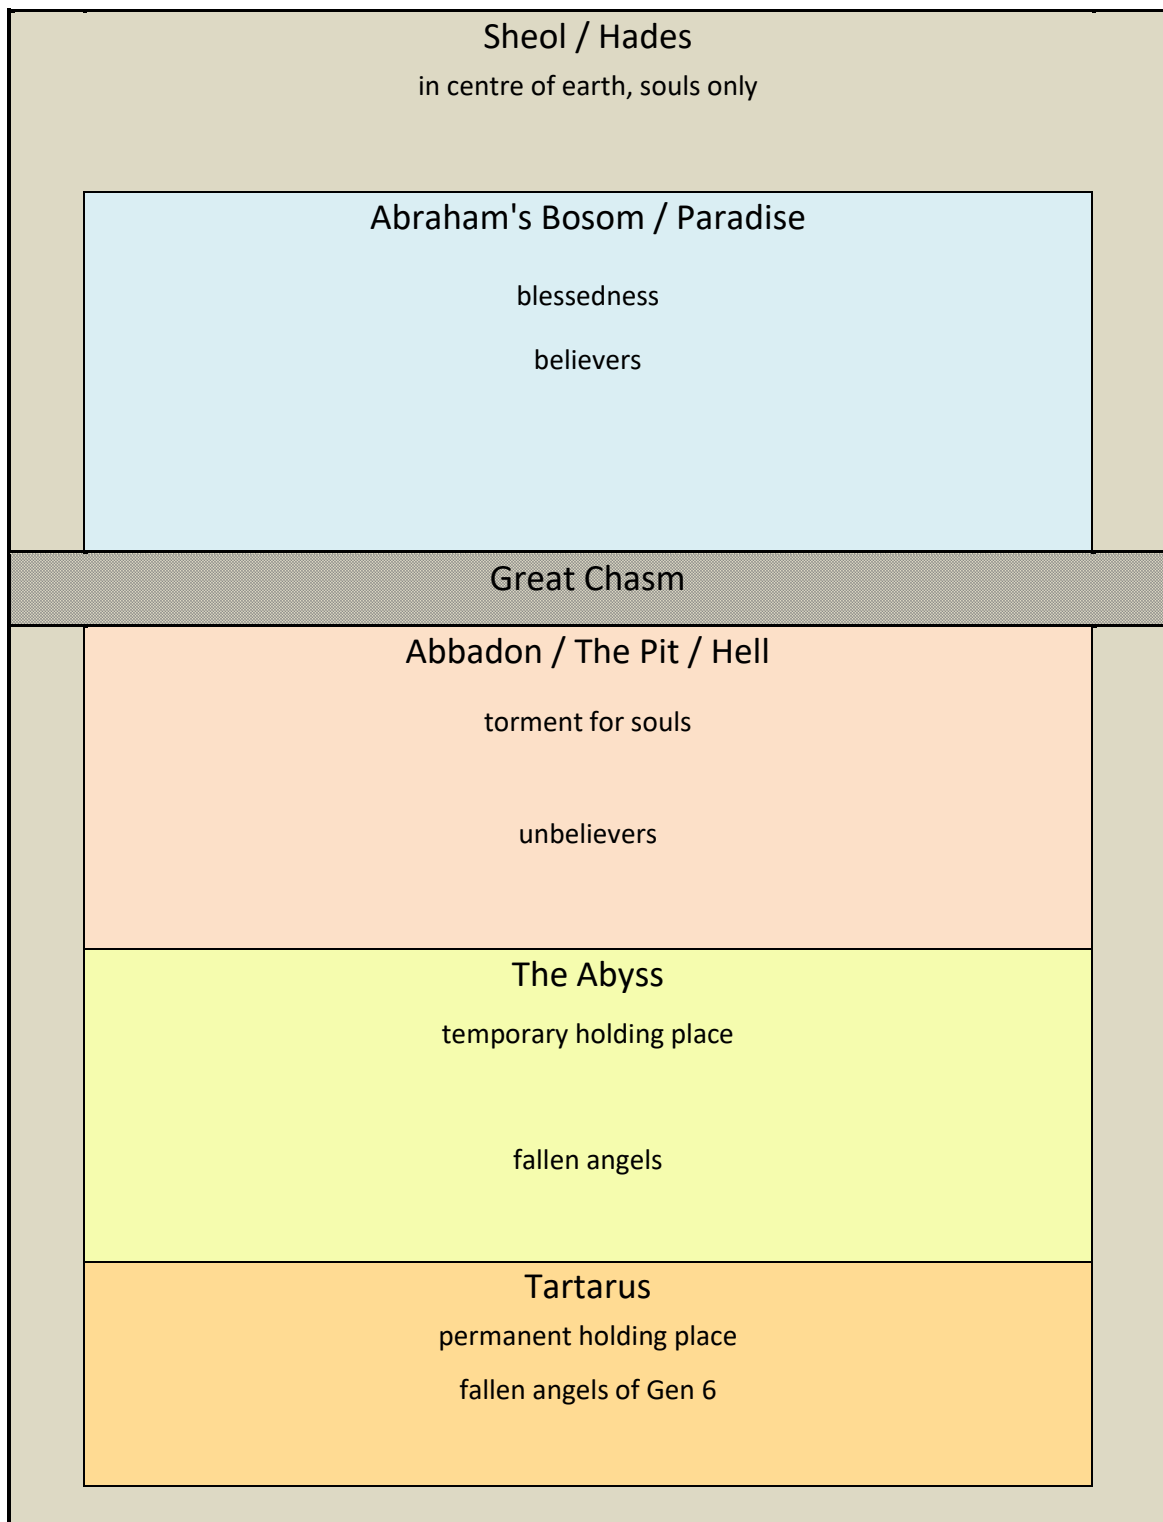 Sheol / Hades
in centre of earth, souls only
Abraham's Bosom / Paradise
blessedness
believers
Great Chasm
Abbadon / The Pit / Hell
torment for souls
unbelievers
The Abyss
temporary holding place
fallen angels
Tartarus
permanent holding place
fallen angels of Gen 6